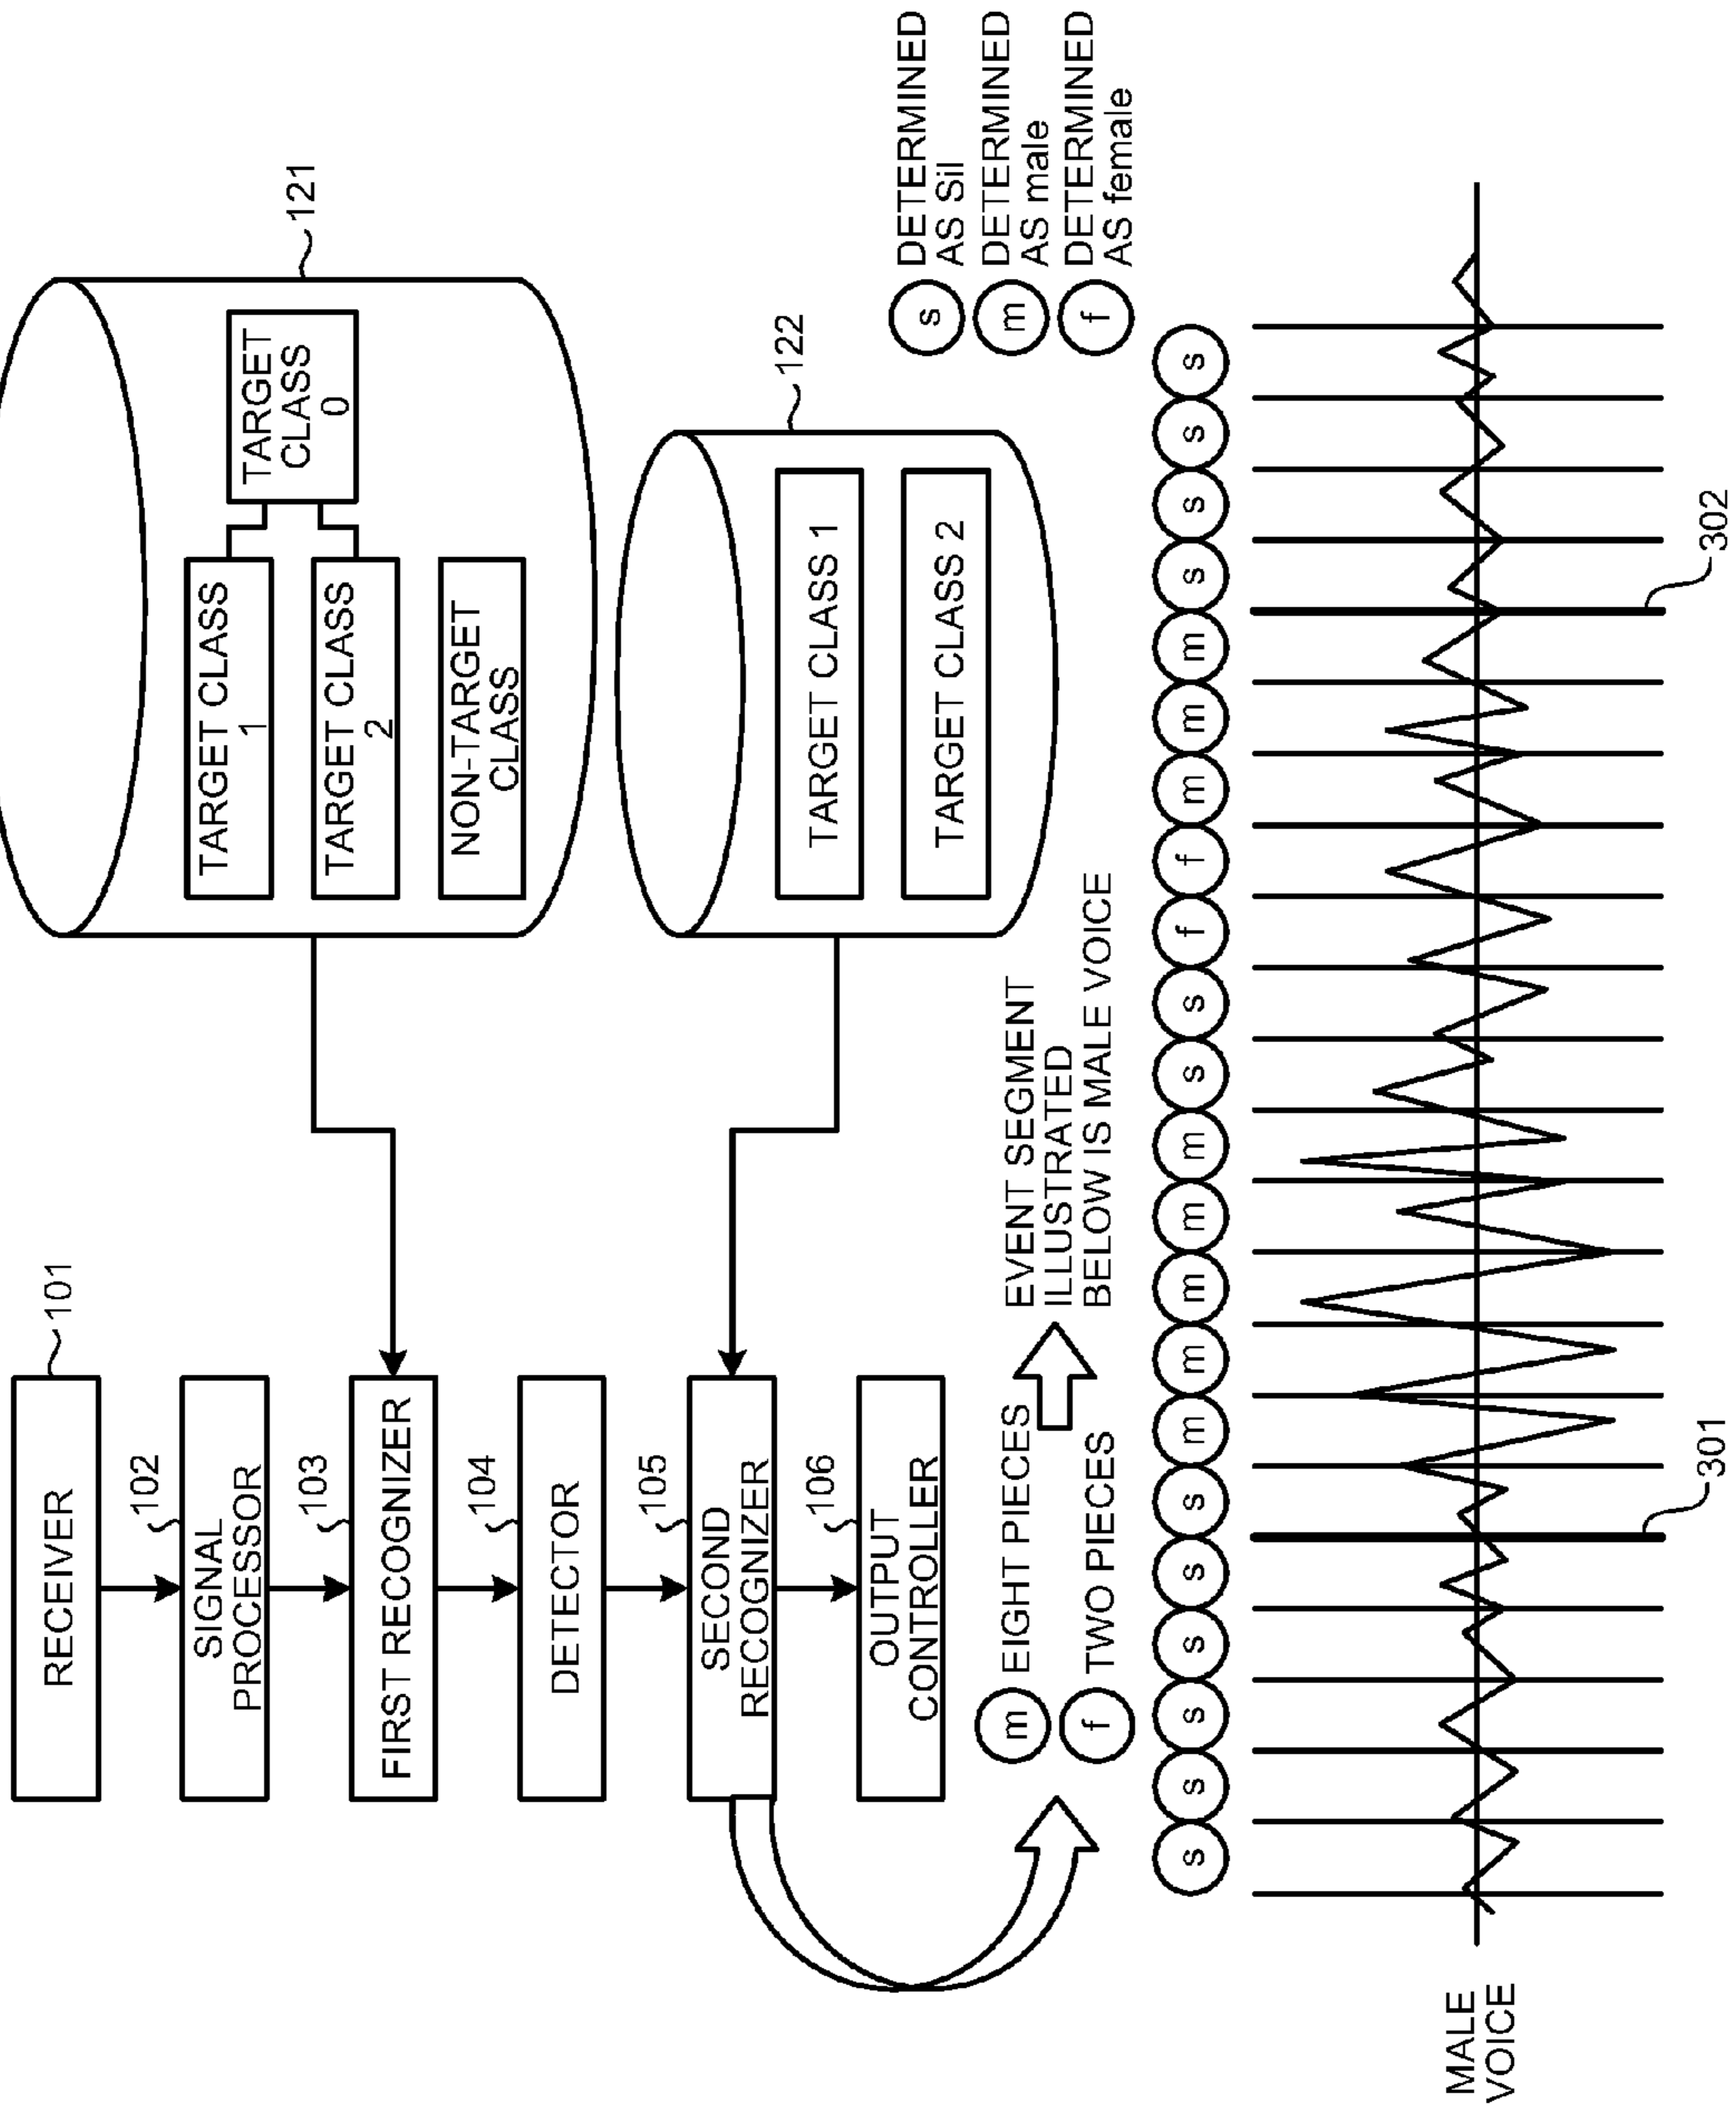 RECEIVER
101
102
SIGNAL
PROCESSOR
103
FIRST RECOGNIZER
104
DETECTOR
105
SECOND
RECOGNIZER
106
OUTPUT
CONTROLLER
121
TARGET CLASS
1
TARGET CLASS
2
TARGET
CLASS
0
NON-TARGET
CLASS
122
TARGET CLASS 1
TARGET CLASS 2
m EIGHT PIECES
f TWO PIECES
EVENT SEGMENT
ILLUSTRATED
BELOW IS MALE VOICE
s DETERMINED
AS Sil
m DETERMINED
AS male
f DETERMINED
AS female
s s s s s s m m m m m s s f f m m m s s s s
MALE
VOICE
301
302